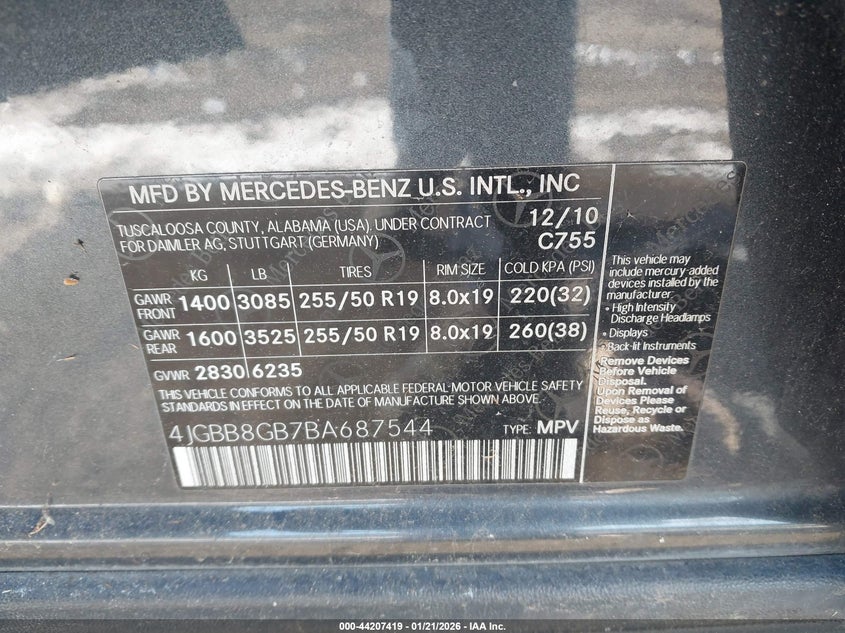 MFD BY MERCEDES-BENZ U.S. INTL., INC
TUSCALOOSA COUNTY, ALABAMA (USA). UNDER CONTRACT
FOR DAIMLER AG, STUTTGART (GERMANY)
12/10
C755
KG LB TIRES RIM SIZE COLD KPA (PSI)
GAWR FRONT 1400 3085 255/50 R19 8.0x19 220(32)
GAWR REAR 1600 3525 255/50 R19 8.0x19 260(38)
GVWR 2830 6235
THIS VEHICLE CONFORMS TO ALL APPLICABLE FEDERAL MOTOR VEHICLE SAFETY
STANDARDS IN EFFECT ON THE DATE OF MANUFACTURE SHOWN ABOVE.
4JGBB8GB7BA687544 TYPE: MPV
This vehicle may
include mercury-added
devices installed by the
manufacturer.
• High Intensity
Discharge Headlamps
• Displays
• Back-lit Instruments
Remove Devices
Before Vehicle
Disposal.
Upon Removal of
Devices Please
Reuse, Recycle or
Dispose as
Hazardous Waste.
000-44207419 - 01/21/2026 - IAA Inc.